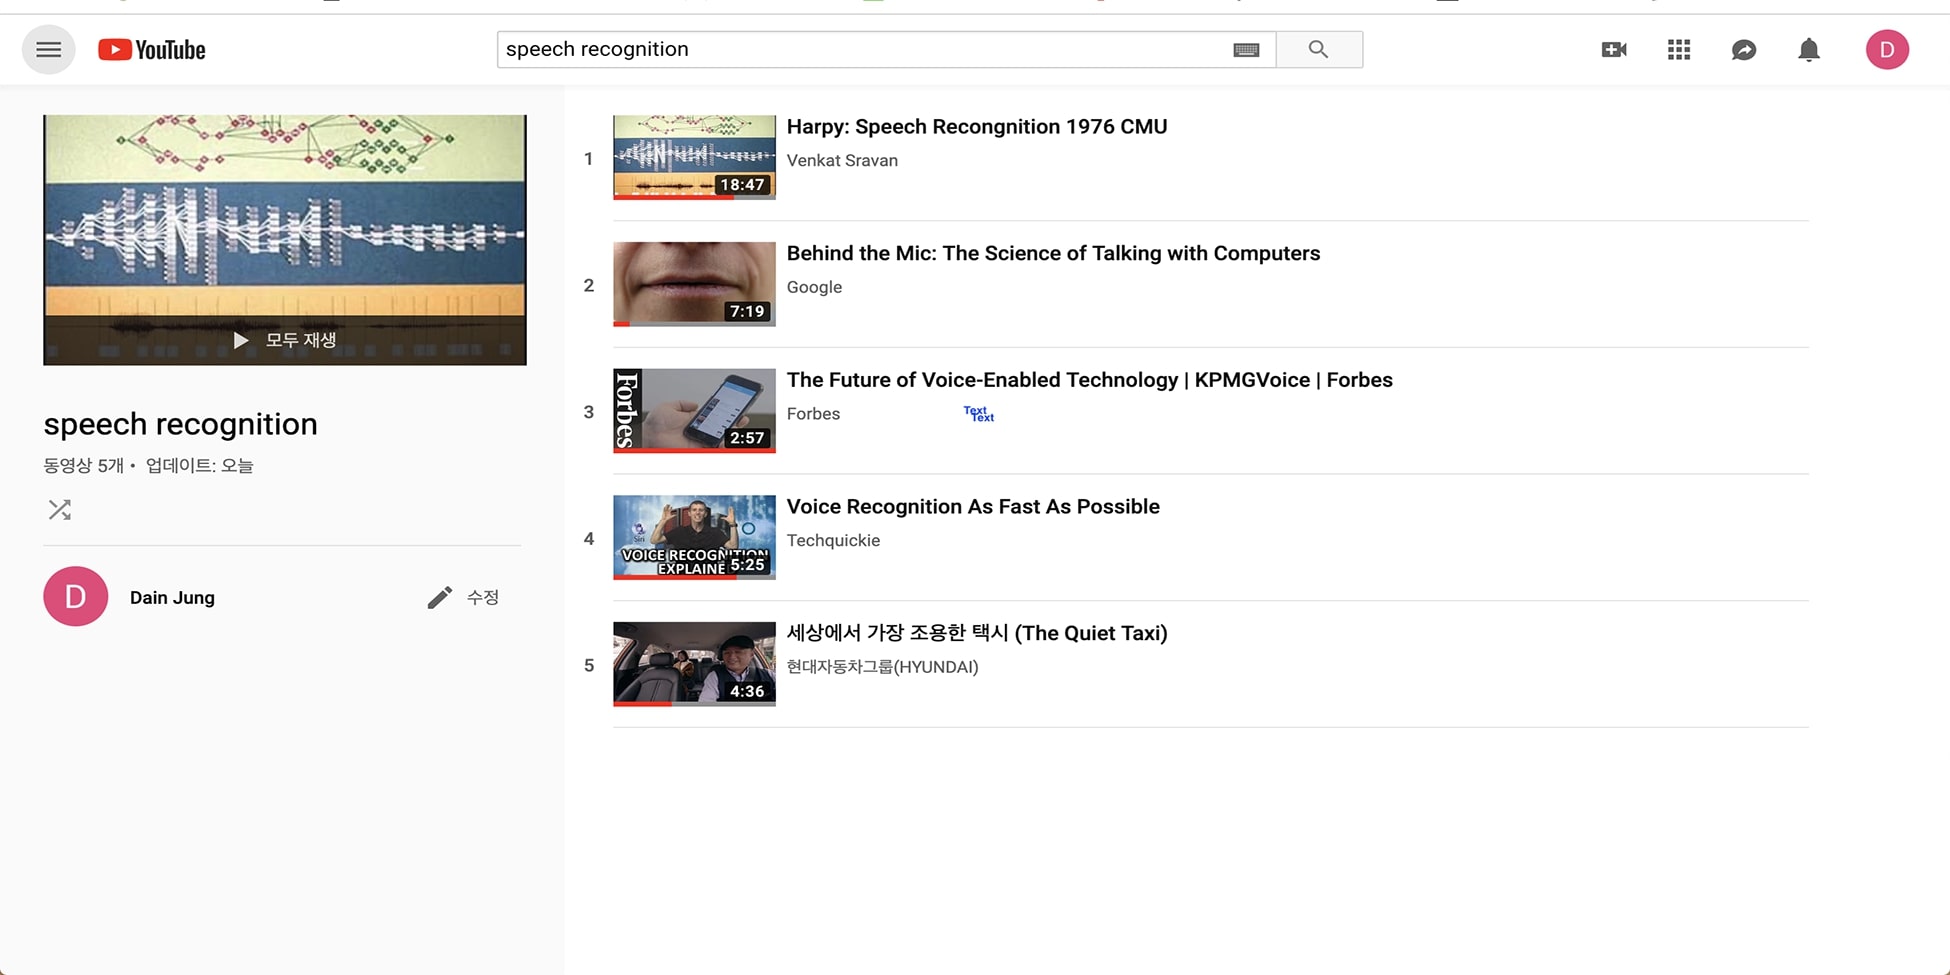 YouTube
speech recognition
D
모두 재생
speech recognition
동영상 5개 • 업데이트: 오늘
D
Dain Jung
수정
1
18:47
Harpy: Speech Recongnition 1976 CMU
Venkat Sravan
2
7:19
Behind the Mic: The Science of Talking with Computers
Google
3
Forbes
2:57
The Future of Voice-Enabled Technology | KPMGVoice | Forbes
Forbes
Text
Text
4
Siri
VOICE RECOGNITION
EXPLAINE
5:25
Voice Recognition As Fast As Possible
Techquickie
5
4:36
세상에서 가장 조용한 택시 (The Quiet Taxi)
현대자동차그룹(HYUNDAI)